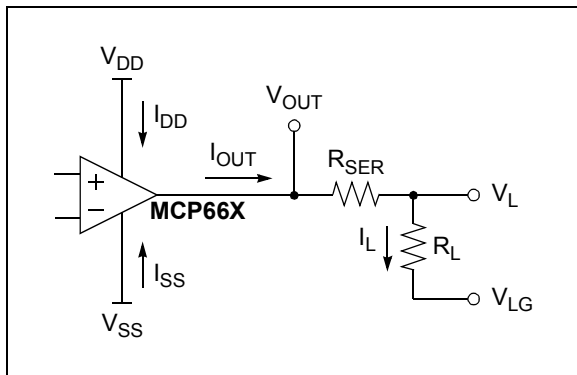 V_DD
I_DD
V_OUT
I_OUT
R_SER
+
−
MCP66X
V_L
I_L
R_L
I_SS
V_LG
V_SS